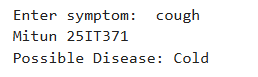 Enter symptom:  cough
Mitun 25IT371
Possible Disease: Cold